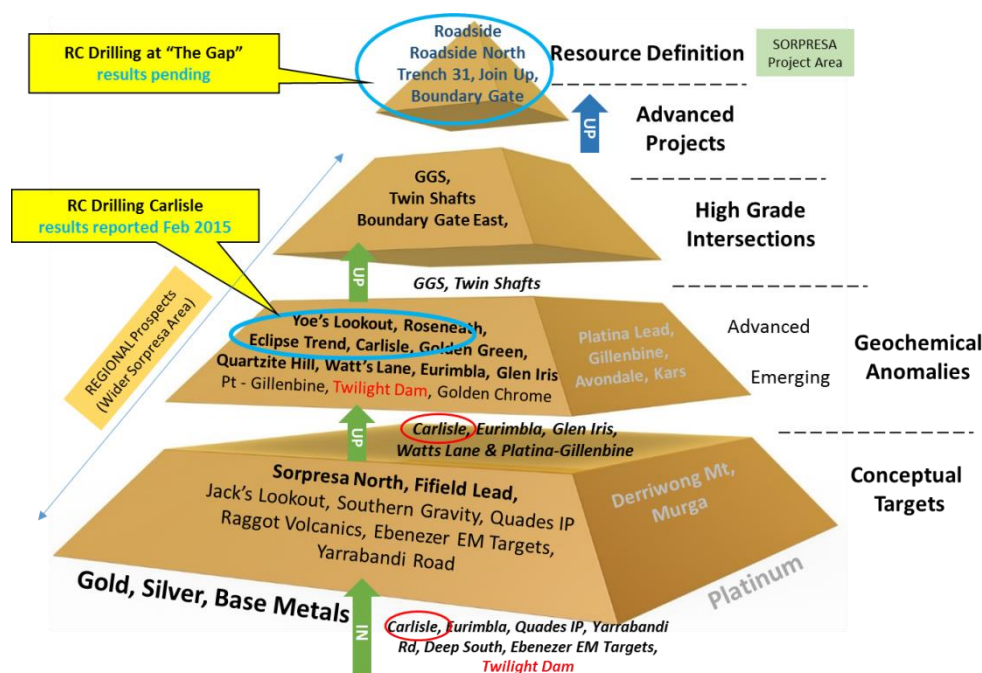 RC Drilling at “The Gap”
results pending
Roadside
Roadside North
Trench 31, Join Up,
Boundary Gate
Resource Definition
SORPRESA
Project Area
UP
Advanced
Projects
RC Drilling Carlisle
results reported Feb 2015
GGS,
Twin Shafts
Boundary Gate East,
High Grade
Intersections
UP
GGS, Twin Shafts
REGIONAL Prospects
(Wider Sorpresa Area)
Yoe’s Lookout, Roseneath,
Eclipse Trend, Carlisle, Golden Green,
Quartzite Hill, Watt’s Lane, Eurimbla, Glen Iris
Pt - Gillenbine, Twilight Dam, Golden Chrome
Platina Lead,
Gillenbine,
Avondale, Kars
Advanced
Emerging
Geochemical
Anomalies
UP
Carlisle, Eurimbla, Glen Iris,
Watts Lane & Platina-Gillenbine
Sorpresa North, Fifield Lead,
Jack’s Lookout, Southern Gravity, Quades IP
Raggot Volcanics, Ebenezer EM Targets,
Yarrabandi Road
Derriwong Mt,
Murga
Conceptual
Targets
Gold, Silver, Base Metals
Platinum
IN
Carlisle, Eurimbla, Quades IP, Yarrabandi
Rd, Deep South, Ebenezer EM Targets,
Twilight Dam